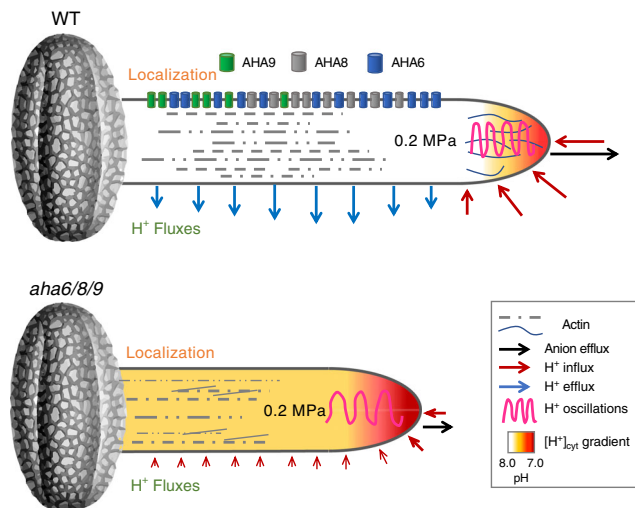 WT
AHA9 AHA8 AHA6
Localization
0.2 MPa
H⁺ Fluxes
aha6/8/9
Localization
0.2 MPa
H⁺ Fluxes
Actin
Anion efflux
H⁺ influx
H⁺ efflux
H⁺ oscillations
[H⁺]cyt gradient
8.0 7.0
pH